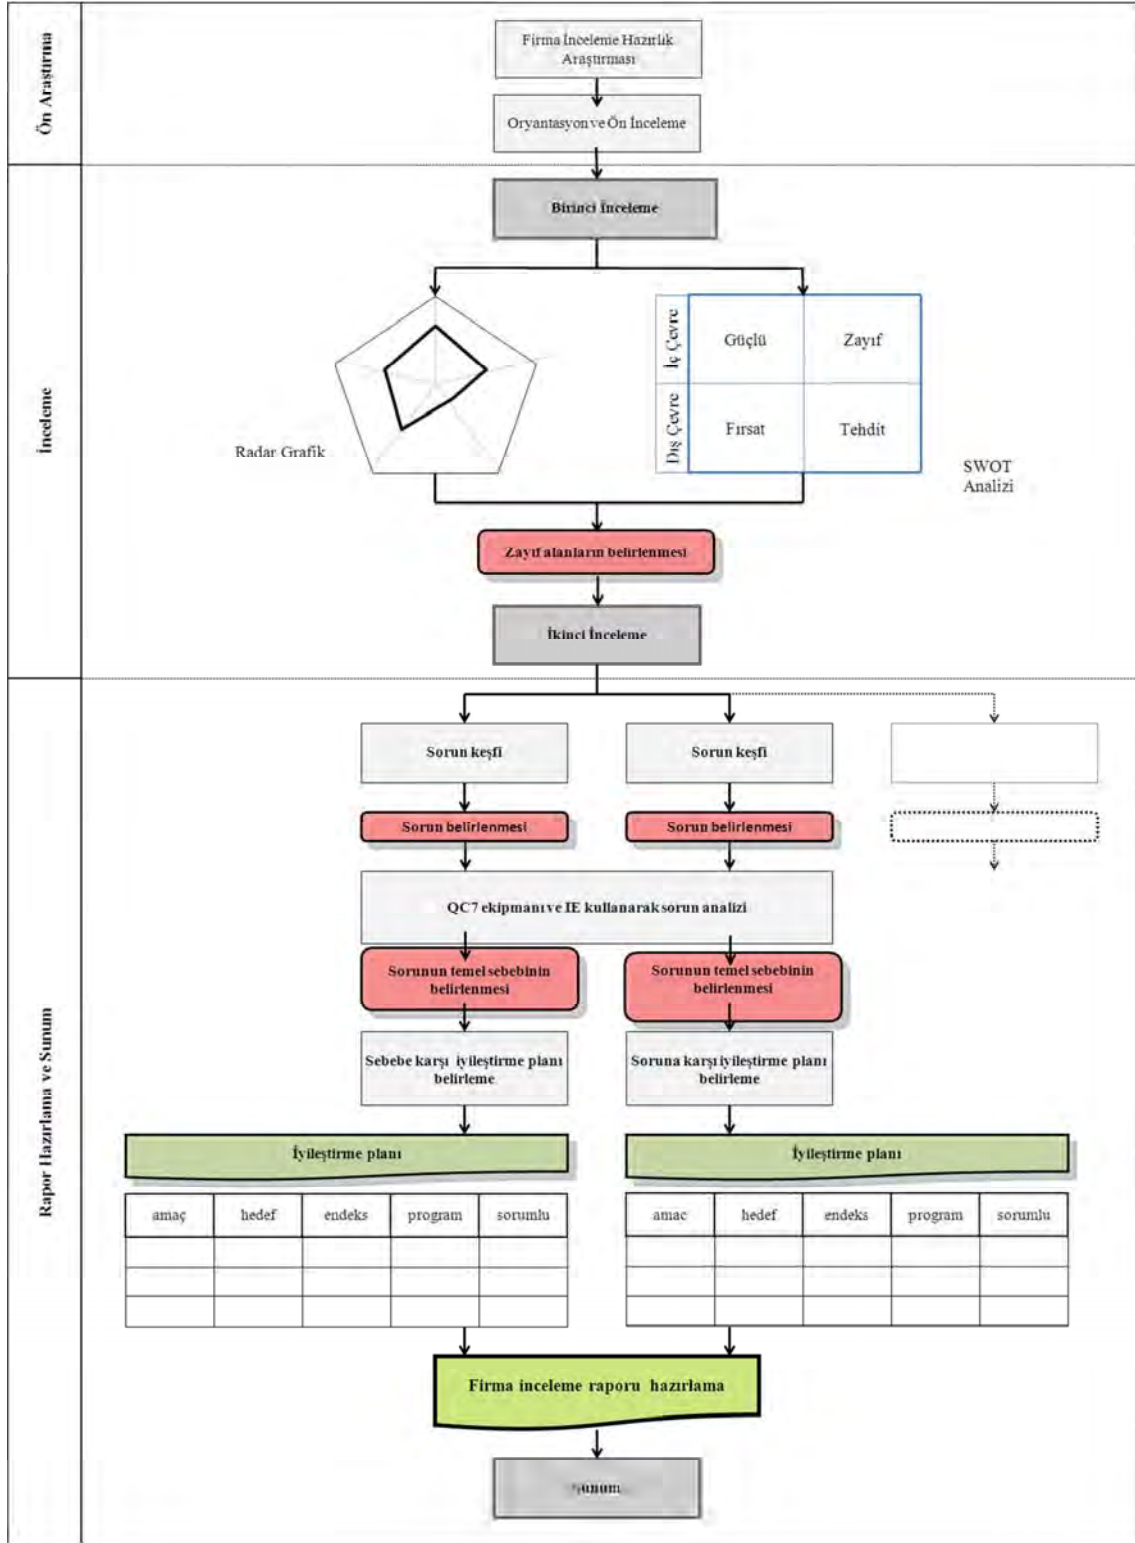 Ön Araştırma
Firma İnceleme Hazırlık
Araştırması
Oryantasyon ve Ön İnceleme
İnceleme
Birinci İnceleme
Radar Grafik
İç Çevre
Güçlü
Zayıf
Dış Çevre
Fırsat
Tehdit
SWOT
Analizi
Zayıf alanların belirlenmesi
İkinci İnceleme
Rapor Hazırlama ve Sunum
Sorun keşfi
Sorun keşfi
Sorun belirlenmesi
Sorun belirlenmesi
QC7 ekipmanı ve IE kullanarak sorun analizi
Sorunun temel sebebinin
belirlenmesi
Sorunun temel sebebinin
belirlenmesi
Sebebe karşı iyileştirme planı
belirleme
Soruna karşı iyileştirme planı
belirleme
İyileştirme planı
İyileştirme planı
amaç hedef endeks program sorumlu
amac hedef endeks program sorumlu
Firma inceleme raporu hazırlama
Sunum